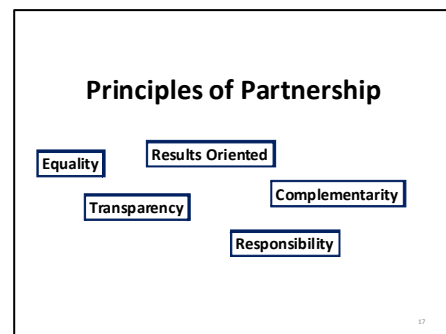 Principles of Partnership
Equality
Results Oriented
Transparency
Complementarity
Responsibility
17